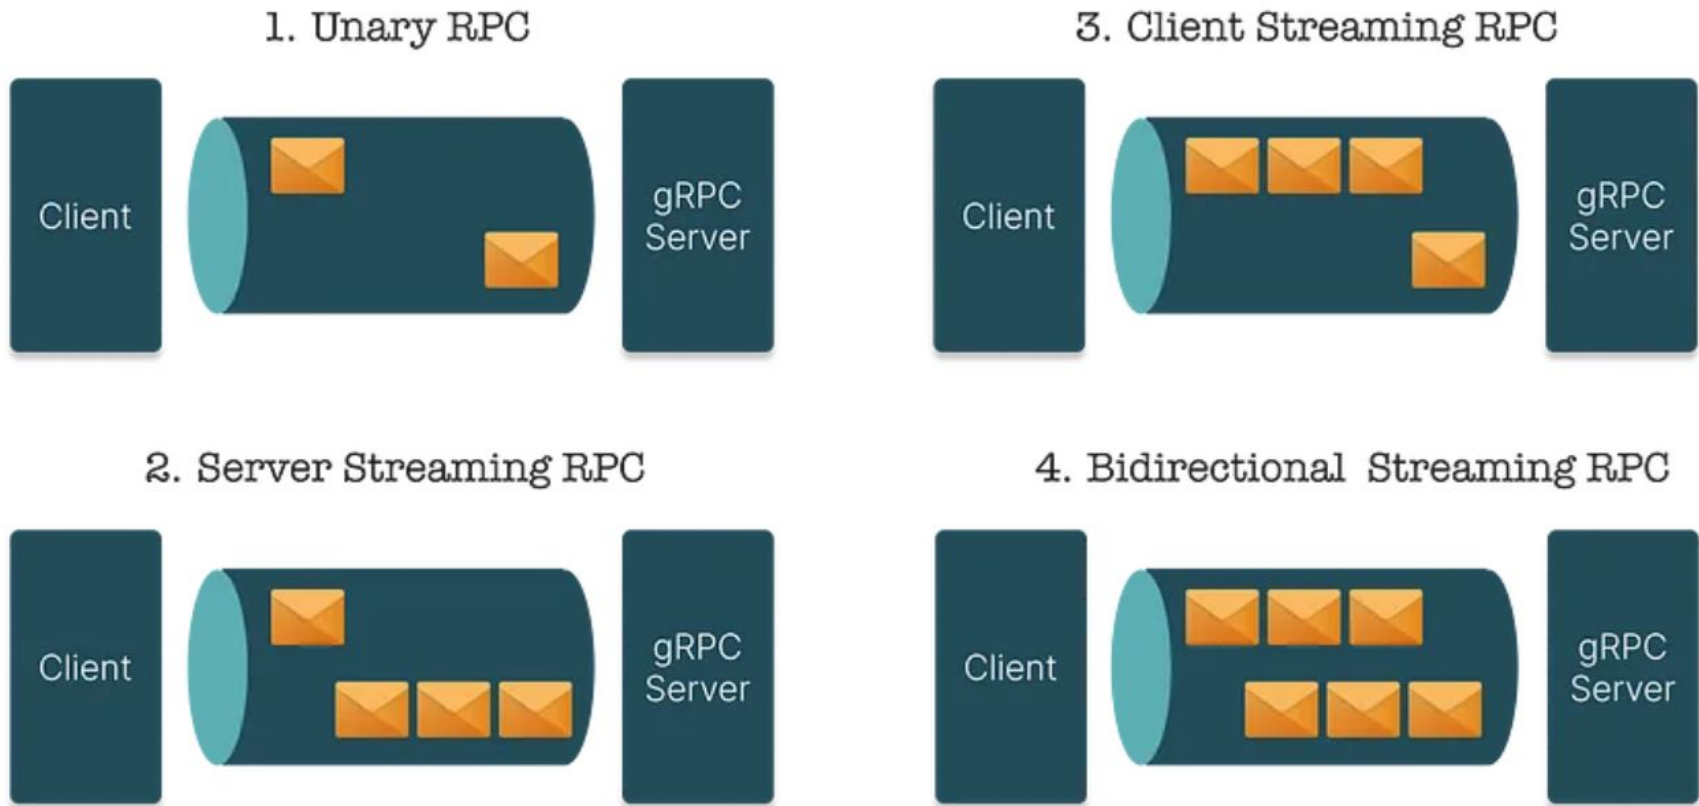 1. Unary RPC
Client
gRPC
Server
3. Client Streaming RPC
Client
gRPC
Server
2. Server Streaming RPC
Client
gRPC
Server
4. Bidirectional Streaming RPC
Client
gRPC
Server